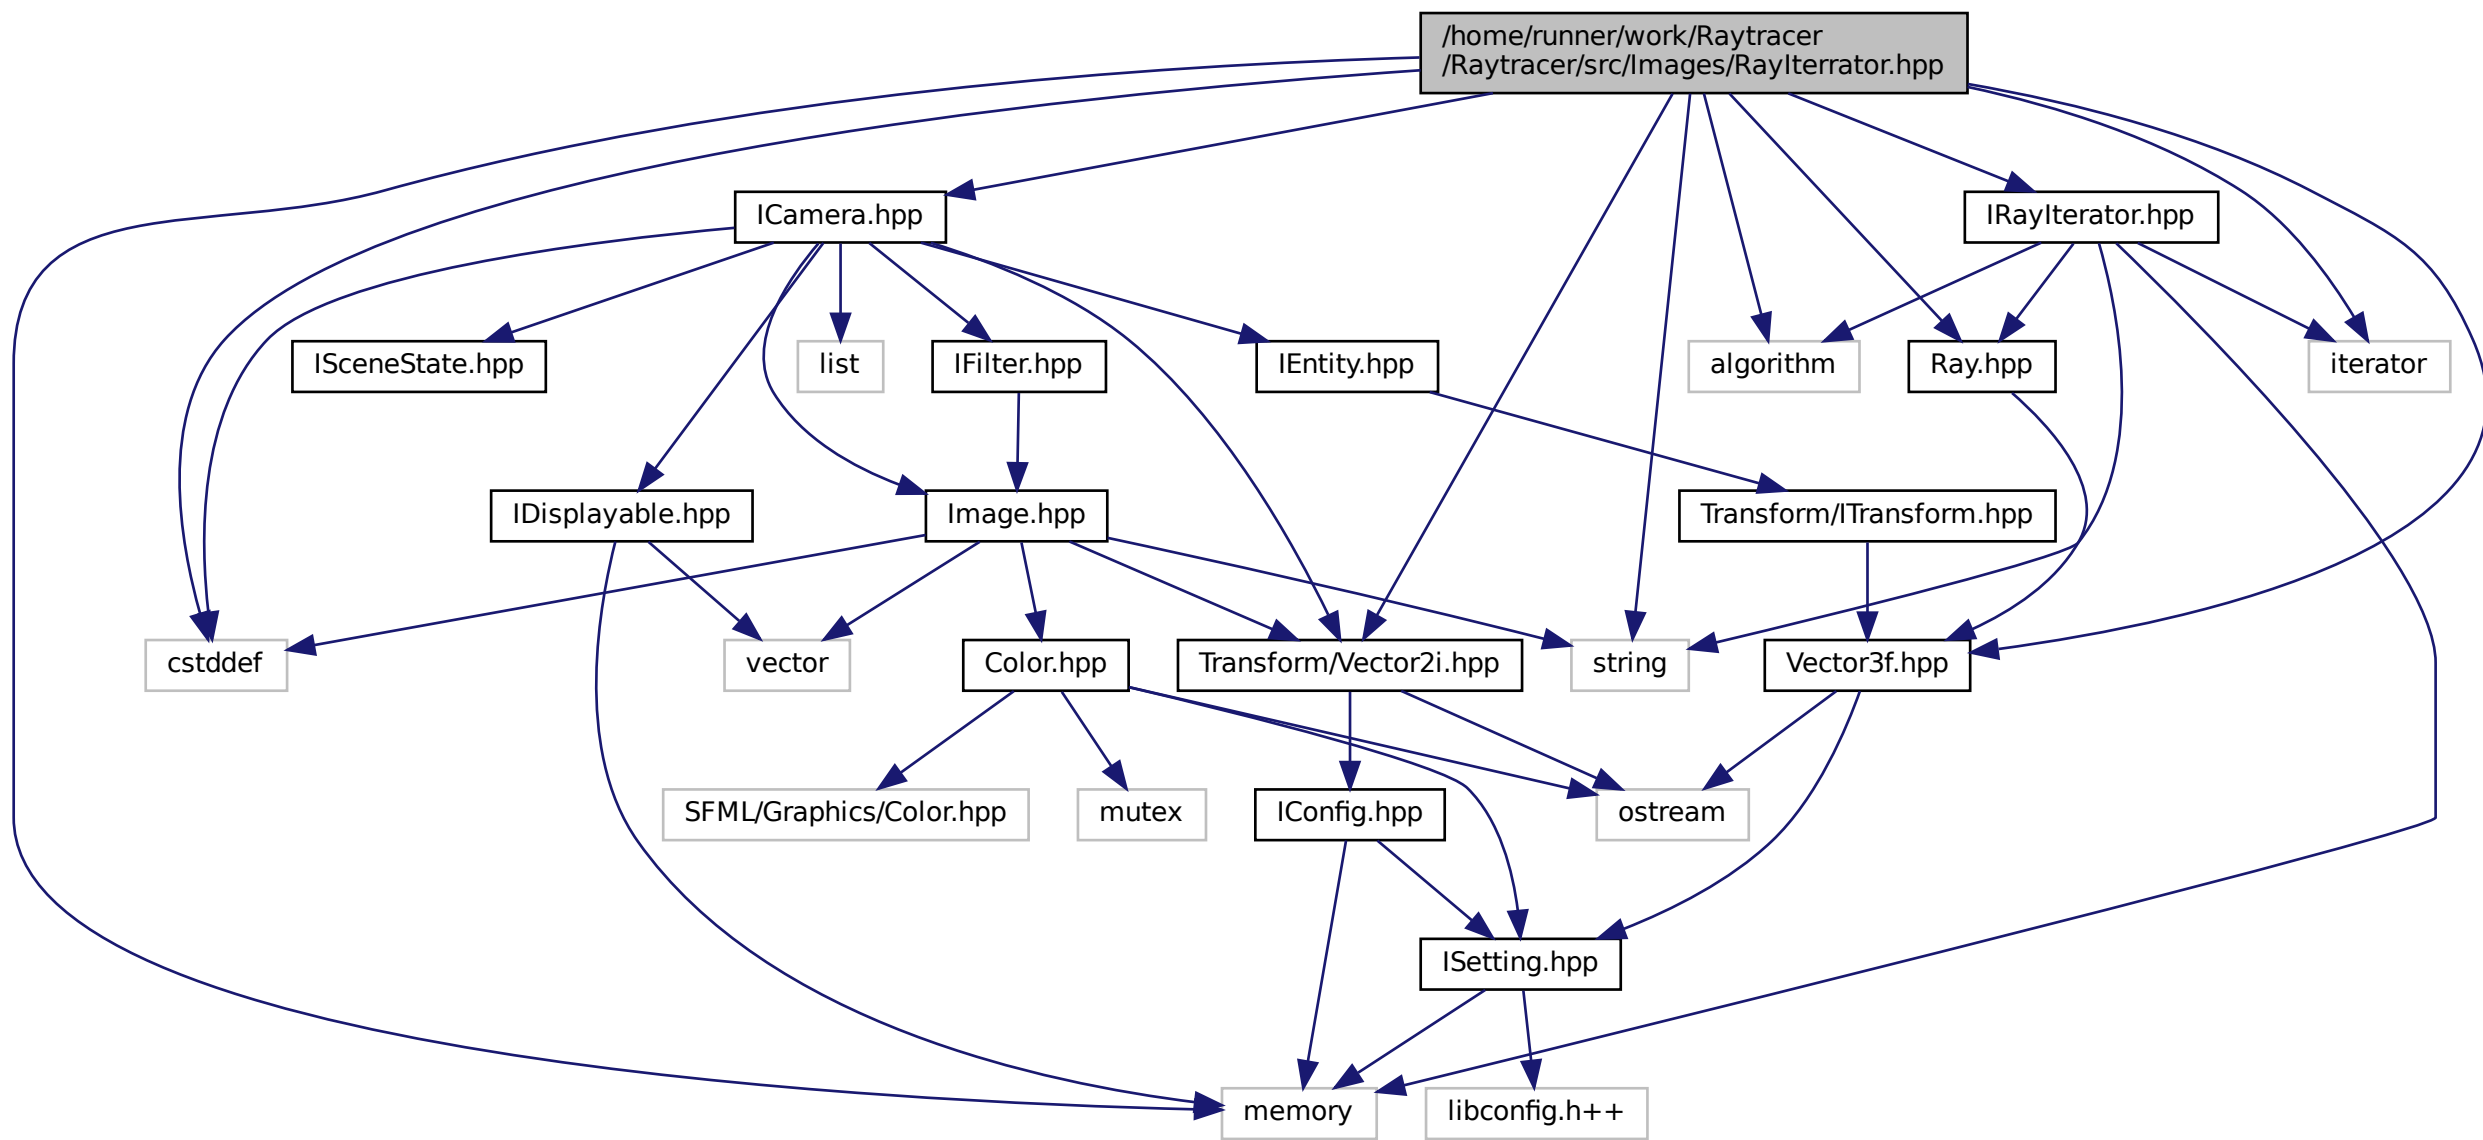 /home/runner/work/Raytracer
/Raytracer/src/Images/RayIterrator.hpp
ICamera.hpp
IRayIterator.hpp
ISceneState.hpp
list
IFilter.hpp
IEntity.hpp
algorithm
Ray.hpp
iterator
IDisplayable.hpp
Image.hpp
Transform/ITransform.hpp
cstddef
vector
Color.hpp
Transform/Vector2i.hpp
string
Vector3f.hpp
SFML/Graphics/Color.hpp
mutex
IConfig.hpp
ostream
ISetting.hpp
memory
libconfig.h++